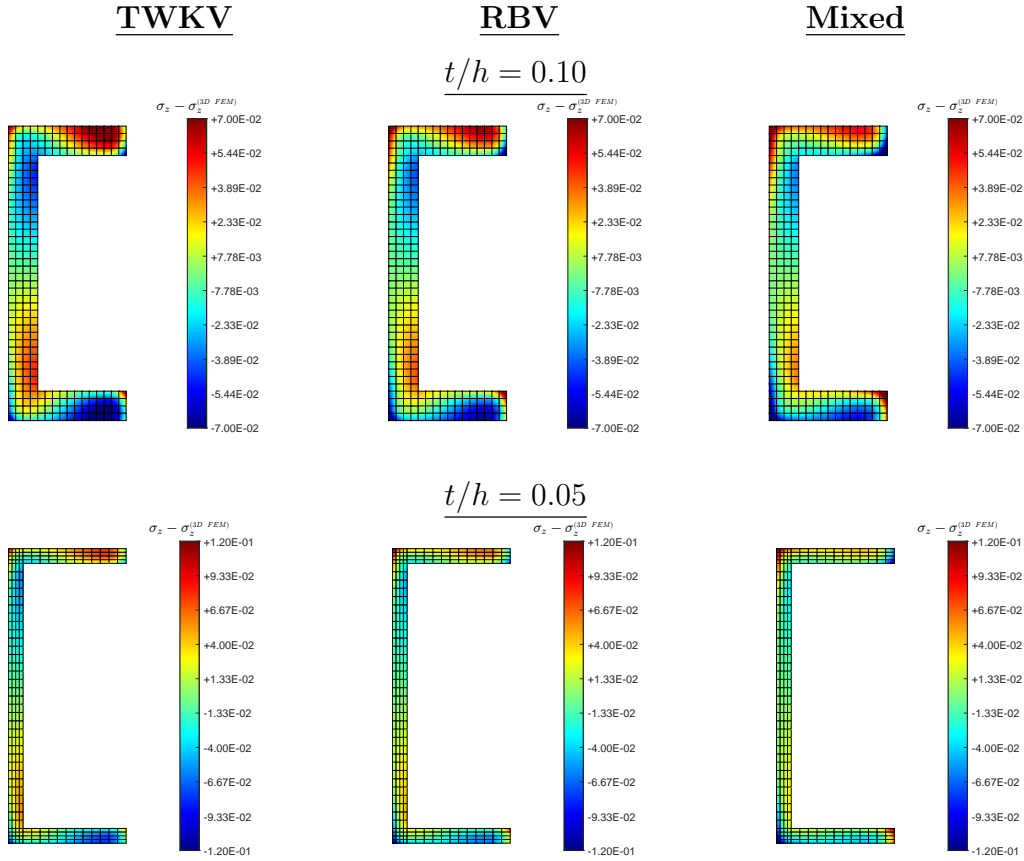 TWKV RBV Mixed
t/h = 0.10
σz − σz(3D FEM) σz − σz(3D FEM) σz − σz(3D FEM)
+7.00E-02 +7.00E-02 +7.00E-02
+5.44E-02 +5.44E-02 +5.44E-02
+3.89E-02 +3.89E-02 +3.89E-02
+2.33E-02 +2.33E-02 +2.33E-02
+7.78E-03 +7.78E-03 +7.78E-03
-7.78E-03 -7.78E-03 -7.78E-03
-2.33E-02 -2.33E-02 -2.33E-02
-3.89E-02 -3.89E-02 -3.89E-02
-5.44E-02 -5.44E-02 -5.44E-02
-7.00E-02 -7.00E-02 -7.00E-02
t/h = 0.05
σz − σz(3D FEM) σz − σz(3D FEM) σz − σz(3D FEM)
+1.20E-01 +1.20E-01 +1.20E-01
+9.33E-02 +9.33E-02 +9.33E-02
+6.67E-02 +6.67E-02 +6.67E-02
+4.00E-02 +4.00E-02 +4.00E-02
+1.33E-02 +1.33E-02 +1.33E-02
-1.33E-02 -1.33E-02 -1.33E-02
-4.00E-02 -4.00E-02 -4.00E-02
-6.67E-02 -6.67E-02 -6.67E-02
-9.33E-02 -9.33E-02 -9.33E-02
-1.20E-01 -1.20E-01 -1.20E-01